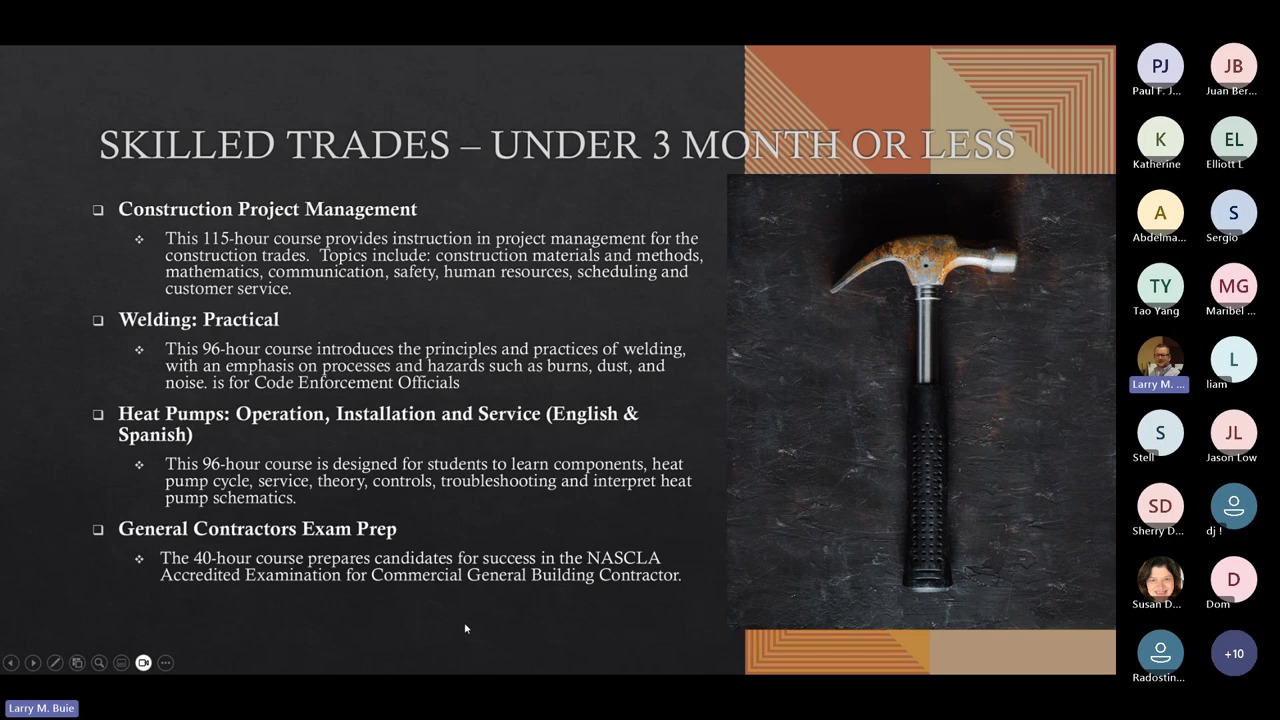 SKILLED TRADES – UNDER 3 MONTH OR LESS
Construction Project Management
This 115-hour course provides instruction in project management for the
construction trades. Topics include: construction materials and methods,
mathematics, communication, safety, human resources, scheduling and
customer service.
Welding: Practical
This 96-hour course introduces the principles and practices of welding,
with an emphasis on processes and hazards such as burns, dust, and
noise. is for Code Enforcement Officials
Heat Pumps: Operation, Installation and Service (English &
Spanish)
This 96-hour course is designed for students to learn components, heat
pump cycle, service, theory, controls, troubleshooting and interpret heat
pump schematics.
General Contractors Exam Prep
The 40-hour course prepares candidates for success in the NASCLA
Accredited Examination for Commercial General Building Contractor.
PJ
Paul F. J...
JB
Juan Ber...
K
Katherine
EL
Elliott L
A
Abdelma...
S
Sergio
TY
Tao Yang
MG
Maribel ...
Larry M. ...
L
liam
S
Stell
JL
Jason Low
SD
Sherry D...
dj !
Susan D...
D
Dom
Radostin...
+10
Larry M. Buie